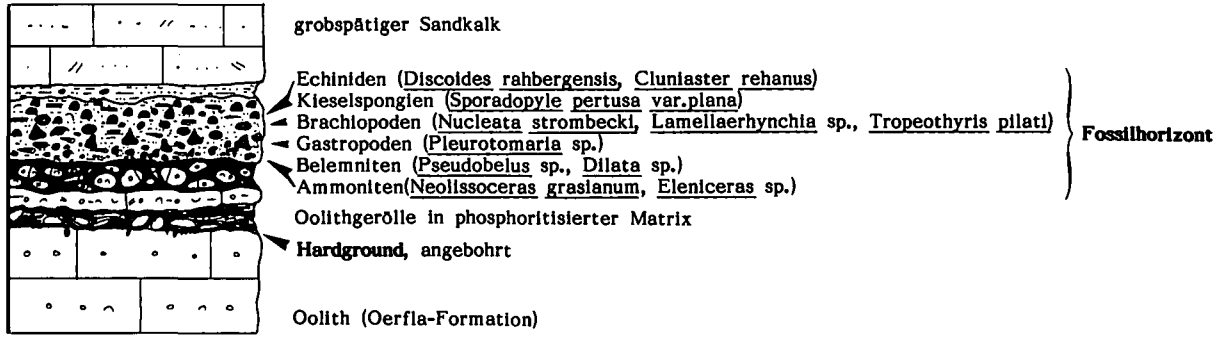 grobspätiger Sandkalk
Echiniden (Discoides rahbergensis, Cluniaster rehanus)
Kieselspongien (Sporadopyle pertusa var.plana)
Brachiopoden (Nucleata strombecki, Lamellaerhynchia sp., Tropeothyris pilati)
Gastropoden (Pleurotomaria sp.)
Belemniten (Pseudobelus sp., Dilata sp.)
Ammoniten(Neolissoceras grasianum, Eleniceras sp.)
Fossilhorizont
Oolithgerölle in phosphoritisierter Matrix
Hardground, angebohrt
Oolith (Oerfla-Formation)